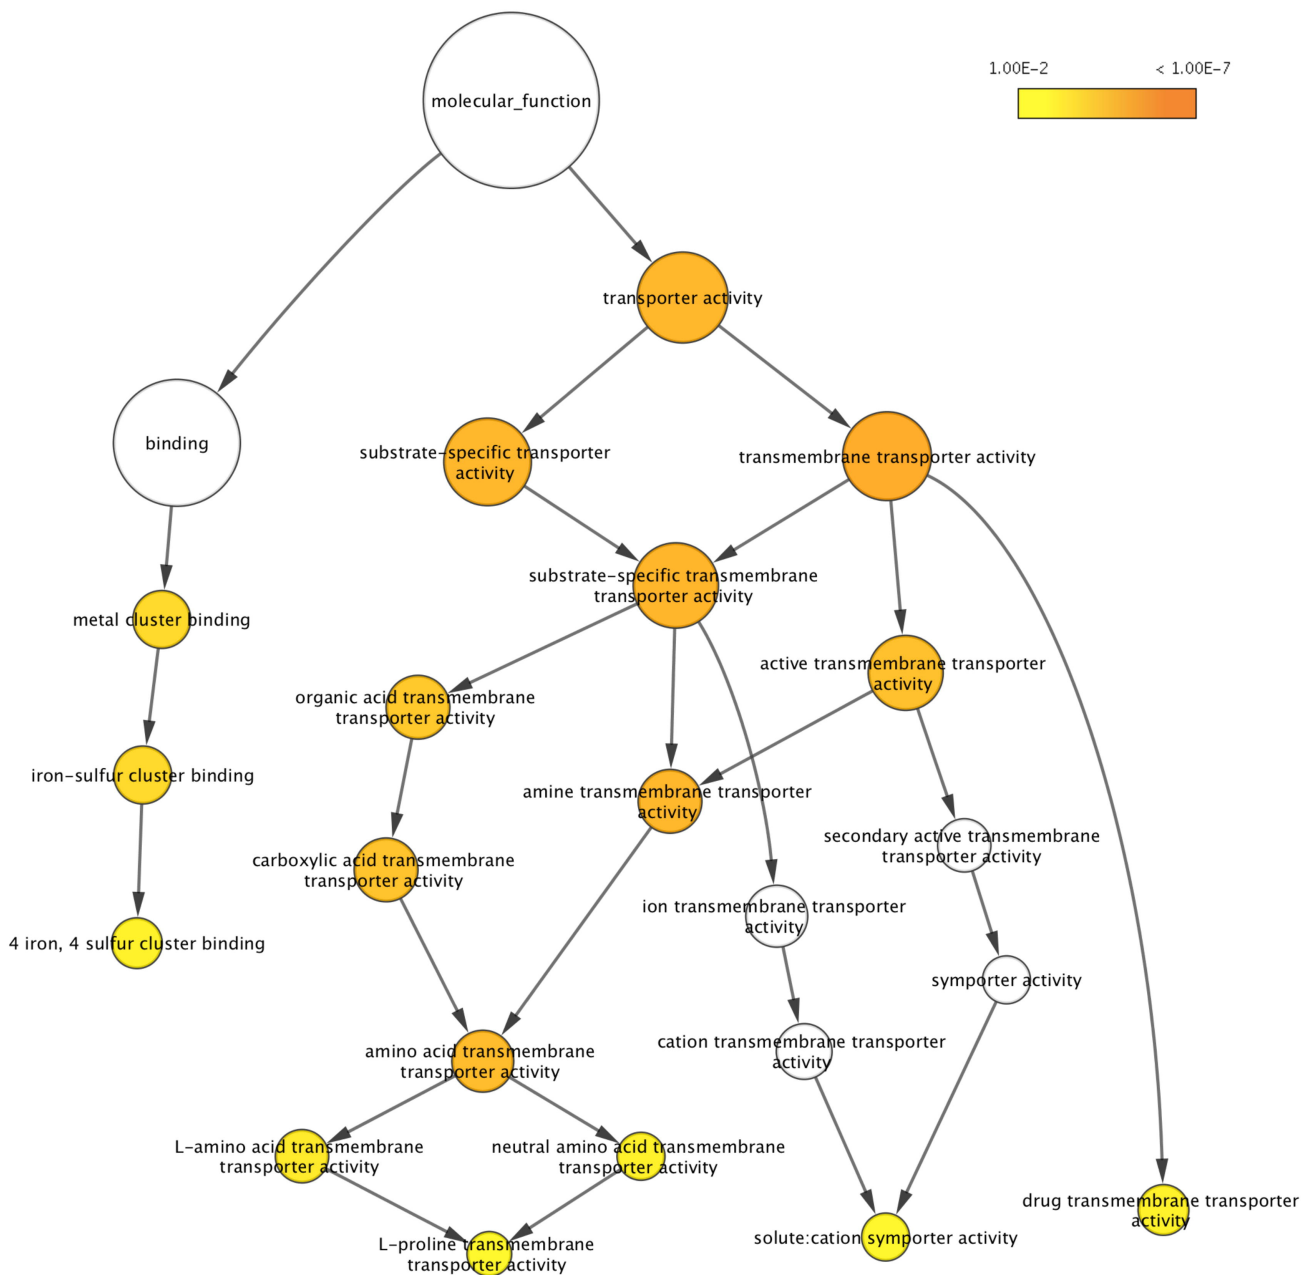 1.00E-2
< 1.00E-7
molecular_function
transporter activity
binding
substrate-specific transporter
activity
transmembrane transporter activity
substrate-specific transmembrane
transporter activity
metal cluster binding
active transmembrane transporter
activity
organic acid transmembrane
transporter activity
iron-sulfur cluster binding
amine transmembrane transporter
activity
secondary active transmembrane
transporter activity
carboxylic acid transmembrane
transporter activity
ion transmembrane transporter
activity
4 iron, 4 sulfur cluster binding
symporter activity
cation transmembrane transporter
activity
amino acid transmembrane
transporter activity
L-amino acid transmembrane
transporter activity
neutral amino acid transmembrane
transporter activity
drug transmembrane transporter
activity
solute:cation symporter activity
L-proline transmembrane
transporter activity